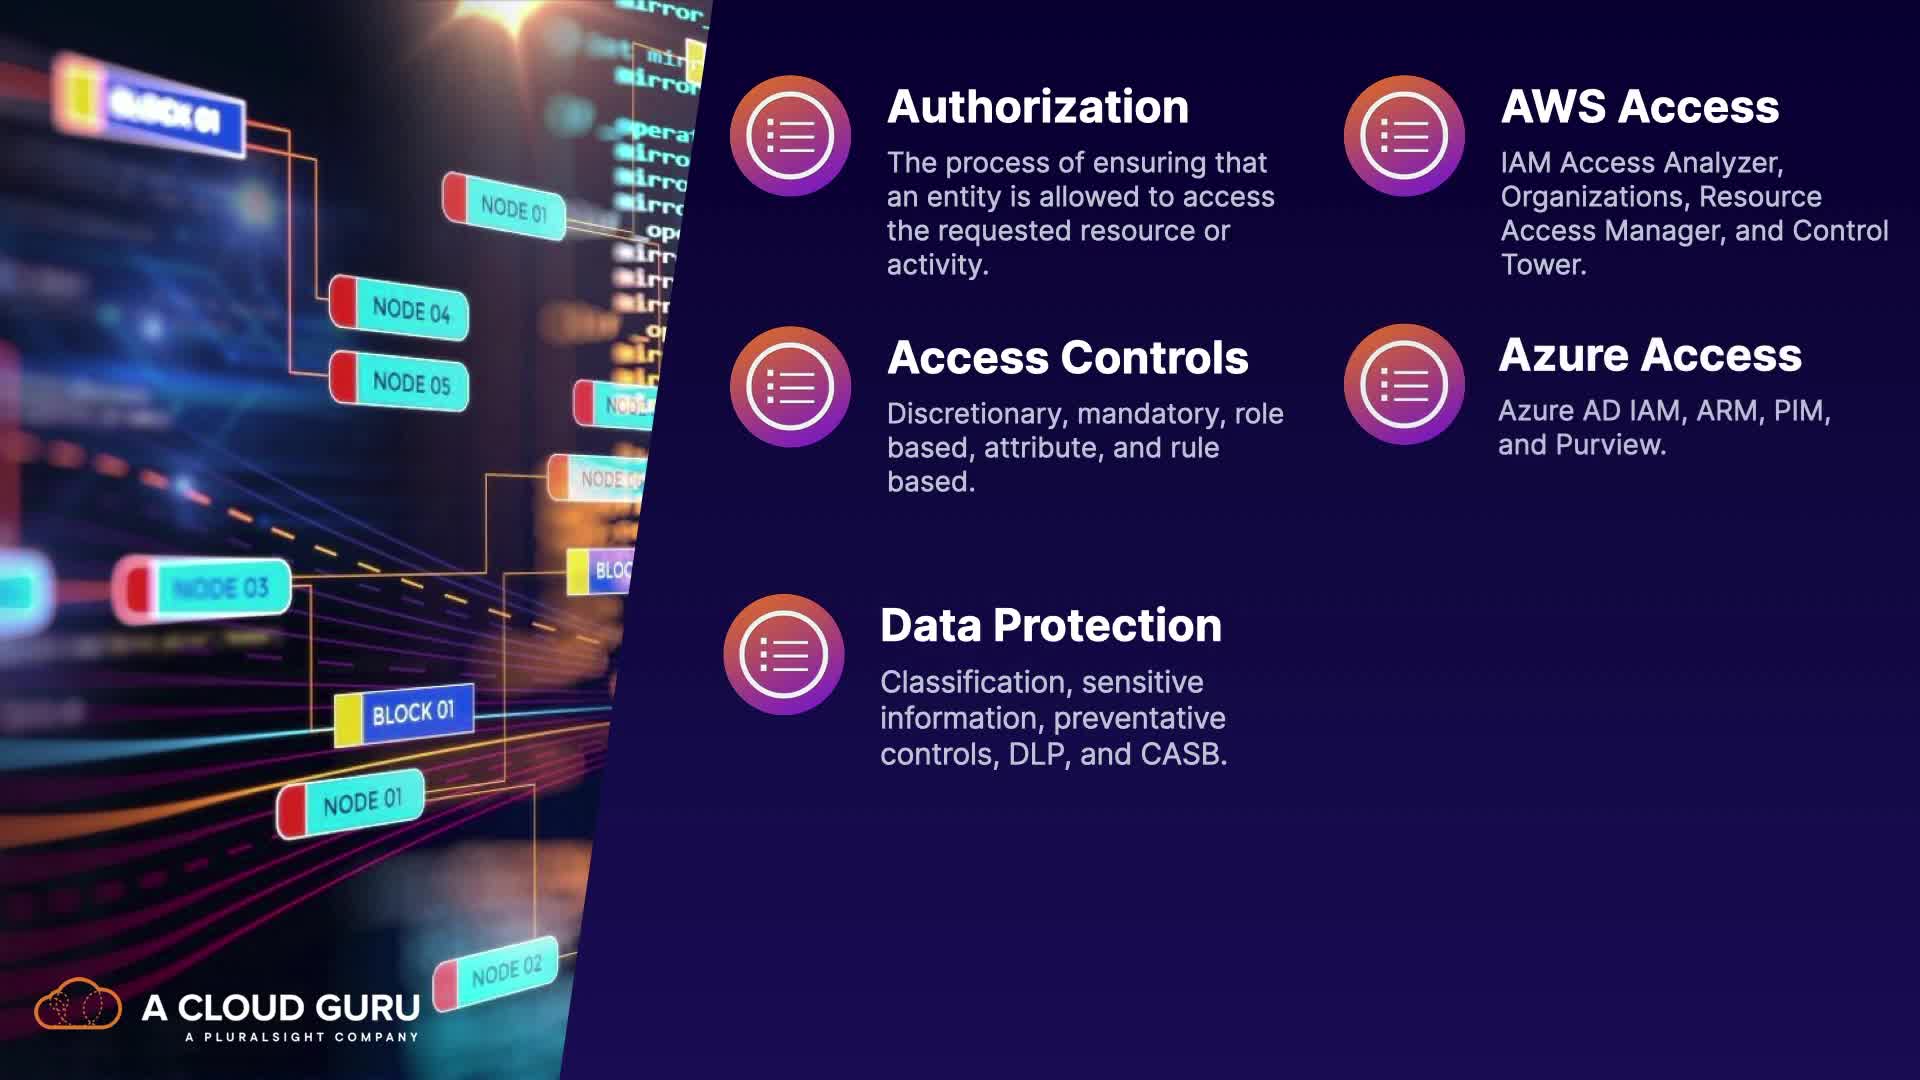 mirror_
mirror
BLOCK 01
NODE 01
NODE 04
NODE 05
NODE 03
BLOCK 01
NODE 01
NODE 02
A CLOUD GURU
A PLURALSIGHT COMPANY
Authorization
The process of ensuring that
an entity is allowed to access
the requested resource or
activity.
Access Controls
Discretionary, mandatory, role
based, attribute, and rule
based.
Data Protection
Classification, sensitive
information, preventative
controls, DLP, and CASB.
AWS Access
IAM Access Analyzer,
Organizations, Resource
Access Manager, and Control
Tower.
Azure Access
Azure AD IAM, ARM, PIM,
and Purview.